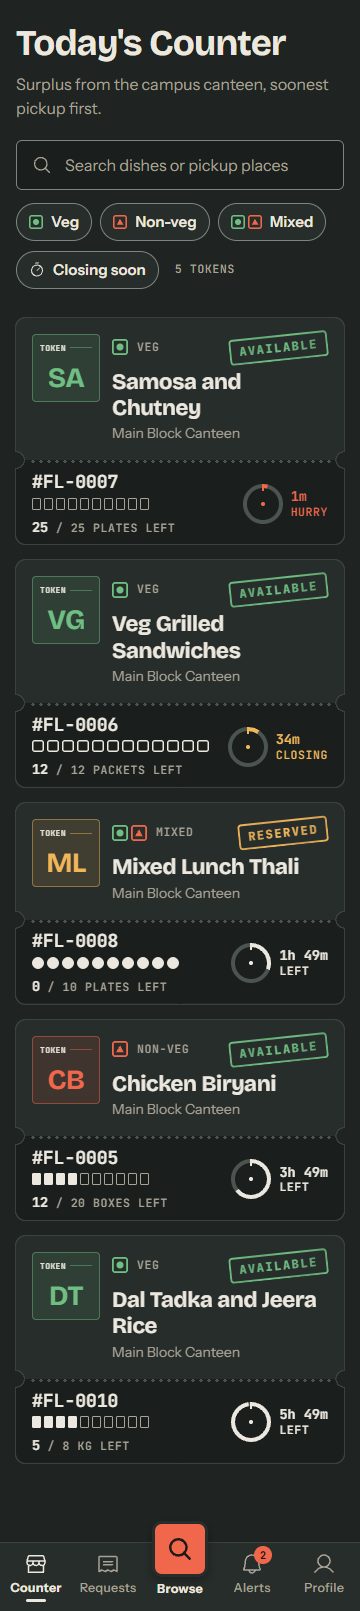 Today's Counter
Surplus from the campus canteen, soonest
pickup first.
Search dishes or pickup places
Veg
Non-veg
Mixed
Closing soon
5 TOKENS
TOKEN
SA
VEG
AVAILABLE
Samosa and
Chutney
Main Block Canteen
#FL-0007
25 / 25 PLATES LEFT
1m
HURRY
TOKEN
VG
VEG
AVAILABLE
Veg Grilled
Sandwiches
Main Block Canteen
#FL-0006
12 / 12 PACKETS LEFT
34m
CLOSING
TOKEN
ML
MIXED
RESERVED
Mixed Lunch Thali
Main Block Canteen
#FL-0008
0 / 10 PLATES LEFT
1h 49m
LEFT
TOKEN
CB
NON-VEG
AVAILABLE
Chicken Biryani
Main Block Canteen
#FL-0005
12 / 20 BOXES LEFT
3h 49m
LEFT
TOKEN
DT
VEG
AVAILABLE
Dal Tadka and Jeera
Rice
Main Block Canteen
#FL-0010
5 / 8 KG LEFT
5h 49m
LEFT
2
Counter
Requests
Browse
Alerts
Profile